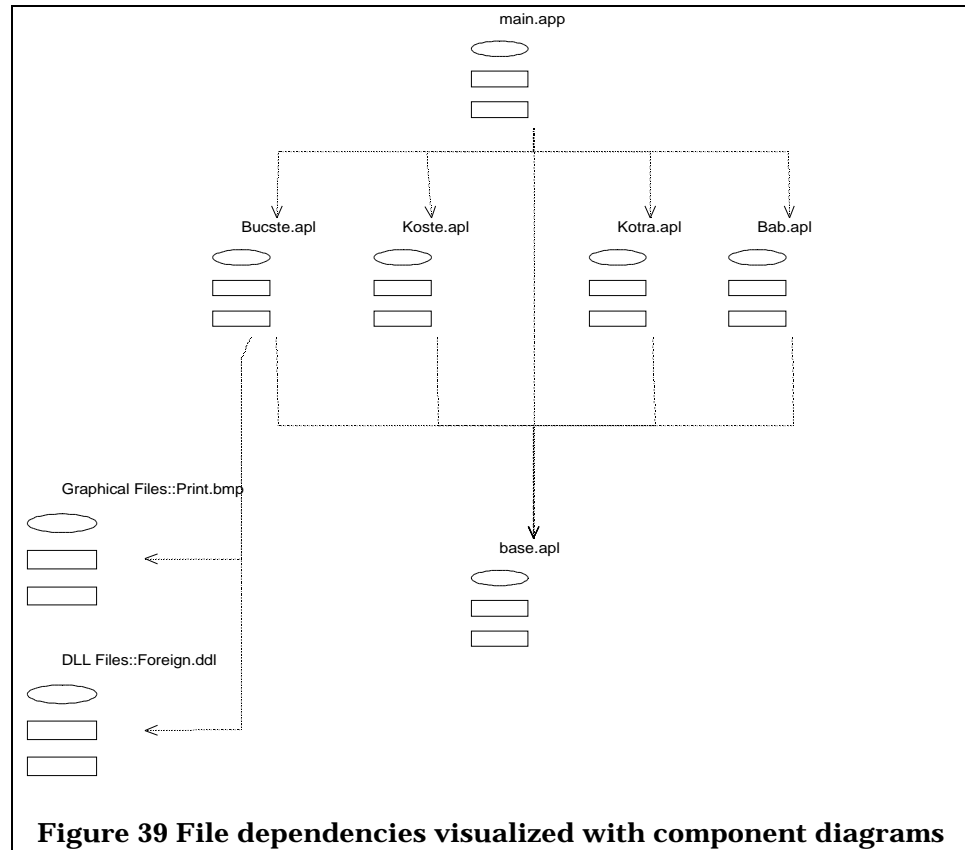 main.app
Bucste.apl
Koste.apl
Kotra.apl
Bab.apl
Graphical Files::Print.bmp
base.apl
DLL Files::Foreign.ddl
Figure 39 File dependencies visualized with component diagrams